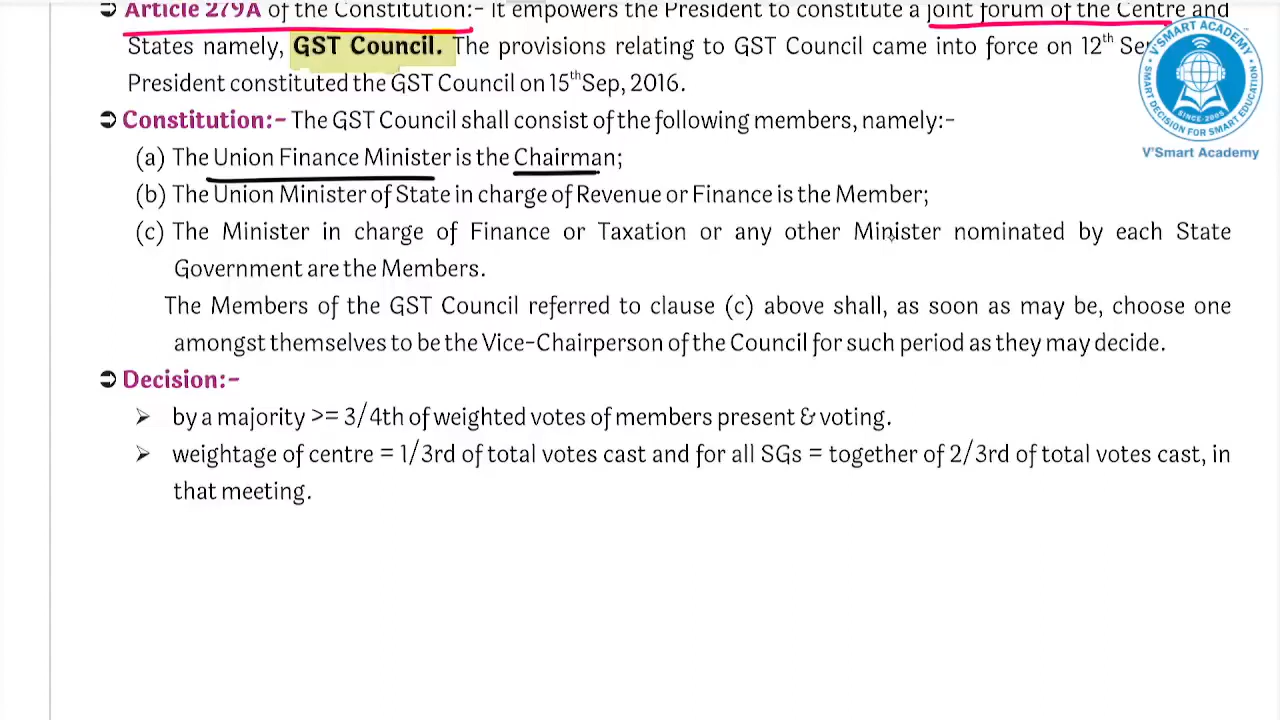 ➲ Article 279A of the Constitution:- It empowers the President to constitute a joint forum of the Centre and
States namely, GST Council. The provisions relating to GST Council came into force on 12th Sep
President constituted the GST Council on 15th Sep, 2016.
➲ Constitution:- The GST Council shall consist of the following members, namely:-
(a) The Union Finance Minister is the Chairman;
(b) The Union Minister of State in charge of Revenue or Finance is the Member;
(c) The Minister in charge of Finance or Taxation or any other Minister nominated by each State
Government are the Members.
The Members of the GST Council referred to clause (c) above shall, as soon as may be, choose one
amongst themselves to be the Vice-Chairperson of the Council for such period as they may decide.
➲ Decision:-
➢ by a majority >= 3/4th of weighted votes of members present & voting.
➢ weightage of centre = 1/3rd of total votes cast and for all SGs = together of 2/3rd of total votes cast, in
that meeting.
V'SMART ACADEMY
SMART DECISION FOR SMART EDUCATION
SINCE-2005
V'Smart Academy